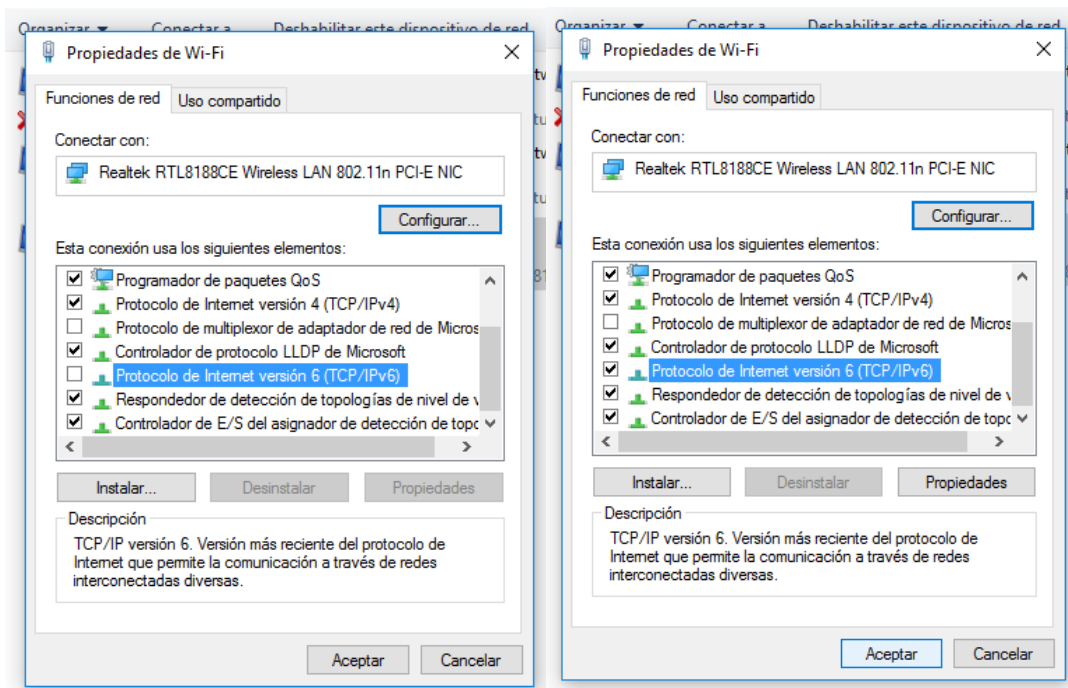 Organizar Conectar a Deshabilitar este dispositivo de red
Propiedades de Wi-Fi
Funciones de red Uso compartido
Conectar con:
Realtek RTL8188CE Wireless LAN 802.11n PCI-E NIC
Configurar...
Esta conexión usa los siguientes elementos:
Programador de paquetes QoS
Protocolo de Internet versión 4 (TCP/IPv4)
Protocolo de multiplexor de adaptador de red de Micros
Controlador de protocolo LLDP de Microsoft
Protocolo de Internet versión 6 (TCP/IPv6)
Respondedor de detección de topologías de nivel de v
Controlador de E/S del asignador de detección de topo
Instalar... Desinstalar Propiedades
Descripción
TCP/IP versión 6. Versión más reciente del protocolo de
Internet que permite la comunicación a través de redes
interconectadas diversas.
Aceptar Cancelar
Organizar Conectar a Deshabilitar este dispositivo de red
Propiedades de Wi-Fi
Funciones de red Uso compartido
Conectar con:
Realtek RTL8188CE Wireless LAN 802.11n PCI-E NIC
Configurar...
Esta conexión usa los siguientes elementos:
Programador de paquetes QoS
Protocolo de Internet versión 4 (TCP/IPv4)
Protocolo de multiplexor de adaptador de red de Micros
Controlador de protocolo LLDP de Microsoft
Protocolo de Internet versión 6 (TCP/IPv6)
Respondedor de detección de topologías de nivel de v
Controlador de E/S del asignador de detección de topo
Instalar... Desinstalar Propiedades
Descripción
TCP/IP versión 6. Versión más reciente del protocolo de
Internet que permite la comunicación a través de redes
interconectadas diversas.
Aceptar Cancelar